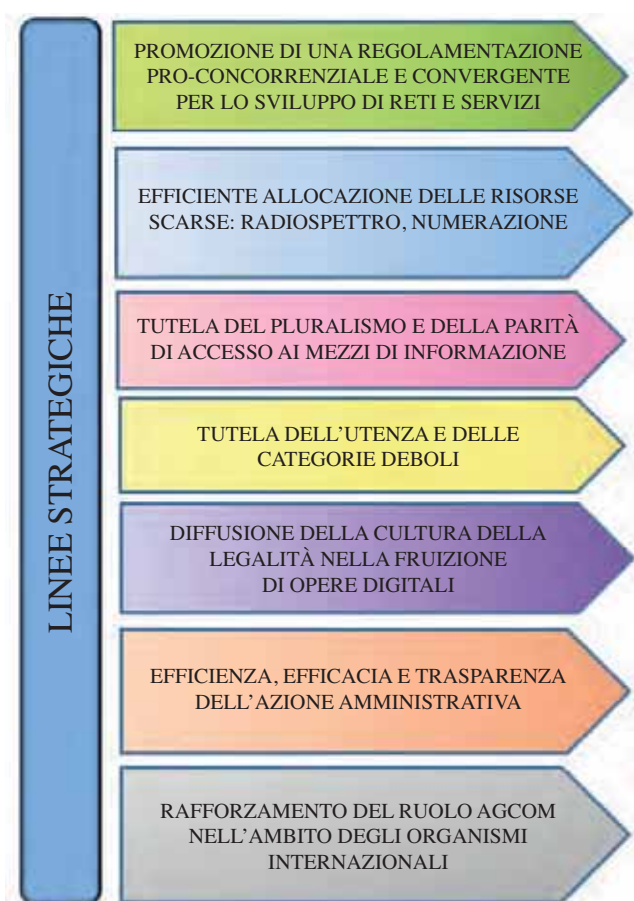 LINEE STRATEGICHE
PROMOZIONE DI UNA REGOLAMENTAZIONE
PRO-CONCORRENZIALE E CONVERGENTE
PER LO SVILUPPO DI RETI E SERVIZI
EFFICIENTE ALLOCAZIONE DELLE RISORSE
SCARSE: RADIOSPETTRO, NUMERAZIONE
TUTELA DEL PLURALISMO E DELLA PARITÀ
DI ACCESSO AI MEZZI DI INFORMAZIONE
TUTELA DELL’UTENZA E DELLE
CATEGORIE DEBOLI
DIFFUSIONE DELLA CULTURA DELLA
LEGALITÀ NELLA FRUIZIONE
DI OPERE DIGITALI
EFFICIENZA, EFFICACIA E TRASPARENZA
DELL’AZIONE AMMINISTRATIVA
RAFFORZAMENTO DEL RUOLO AGCOM
NELL’AMBITO DEGLI ORGANISMI
INTERNAZIONALI